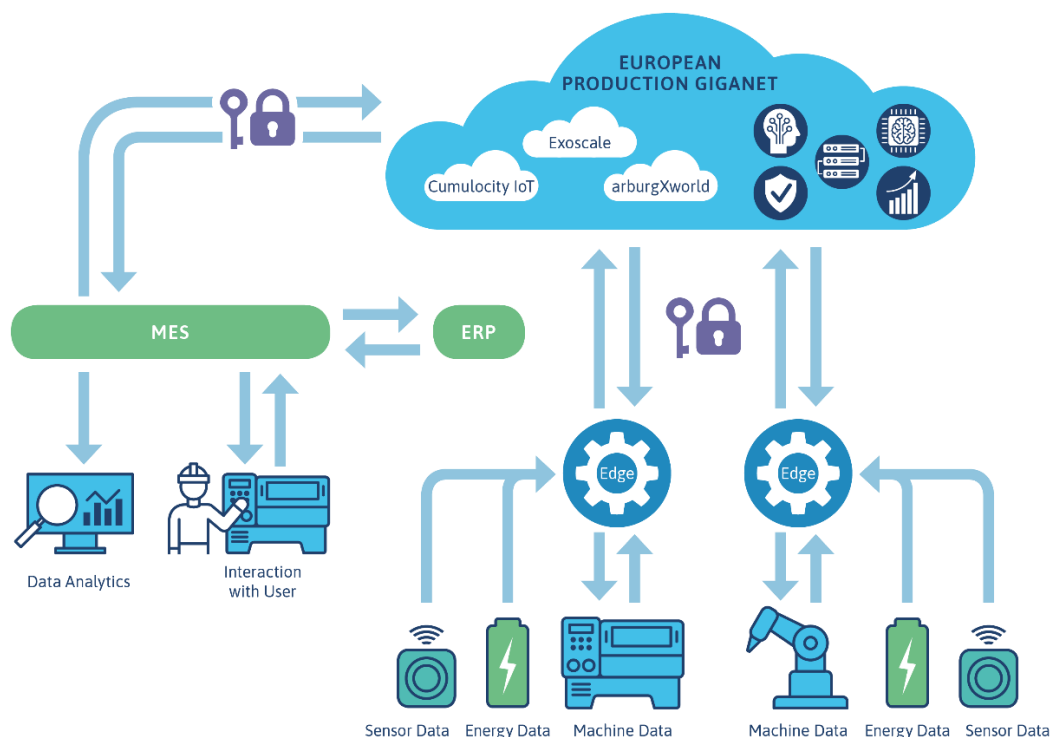 EUROPEAN
PRODUCTION GIGANET
Exoscale
Cumulocity IoT
arburgXworld
MES
ERP
Edge
Edge
Data Analytics
Interaction
with User
Sensor Data
Energy Data
Machine Data
Machine Data
Energy Data
Sensor Data